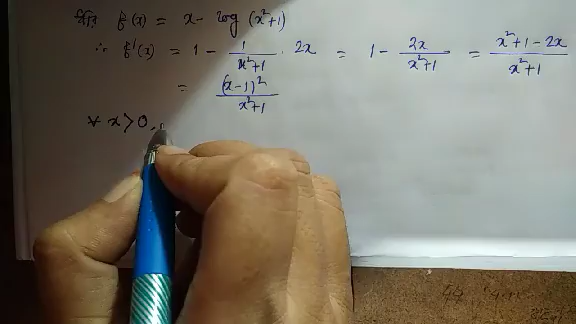 ধরি f(x) = x - log (x²+1)
∴ f'(x) = 1 - 1/(x²+1) · 2x = 1 - 2x/(x²+1) = (x²+1-2x)/(x²+1)
= (x-1)²/(x²+1)
∀ x > 0,